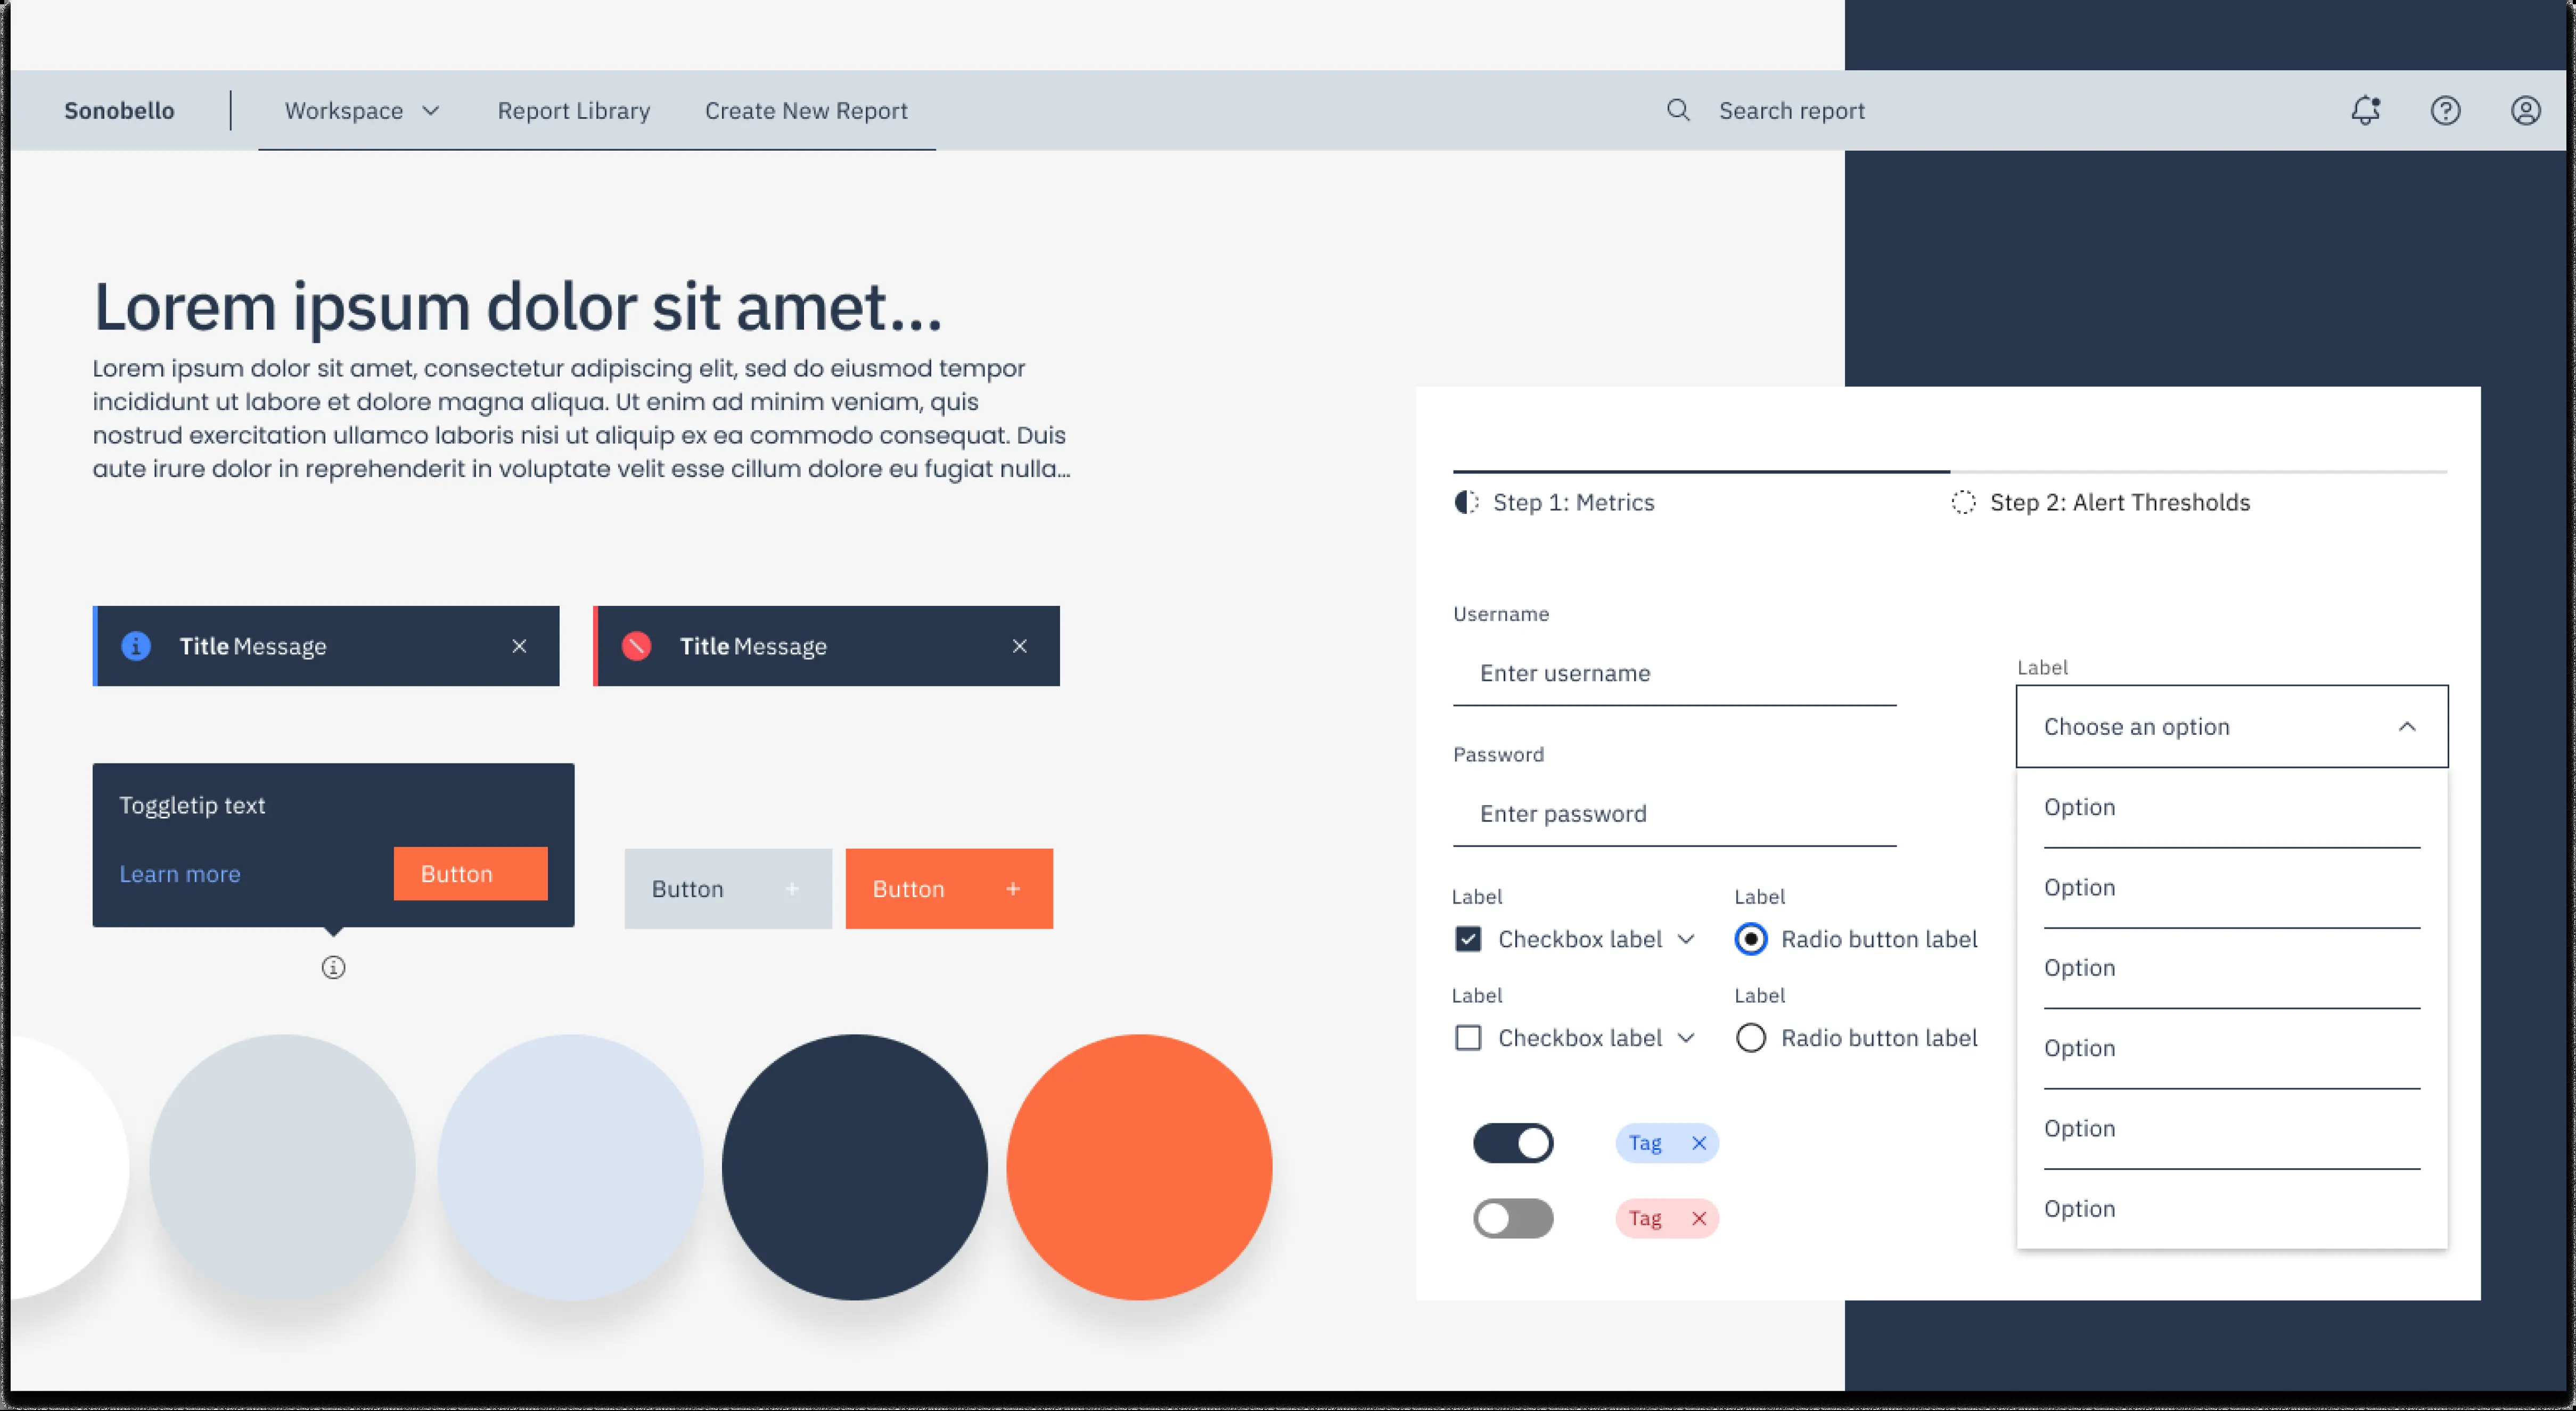 Sonobello
Workspace
Report Library
Create New Report
Search report
Lorem ipsum dolor sit amet...
Lorem ipsum dolor sit amet, consectetur adipiscing elit, sed do eiusmod tempor
incididunt ut labore et dolore magna aliqua. Ut enim ad minim veniam, quis
nostrud exercitation ullamco laboris nisi ut aliquip ex ea commodo consequat. Duis
aute irure dolor in reprehenderit in voluptate velit esse cillum dolore eu fugiat nulla...
Title Message
Title Message
Toggletip text
Learn more
Button
Button
Button
Step 1: Metrics
Step 2: Alert Thresholds
Username
Enter username
Password
Enter password
Label
Checkbox label
Label
Radio button label
Label
Checkbox label
Label
Radio button label
Tag
Tag
Label
Choose an option
Option
Option
Option
Option
Option
Option